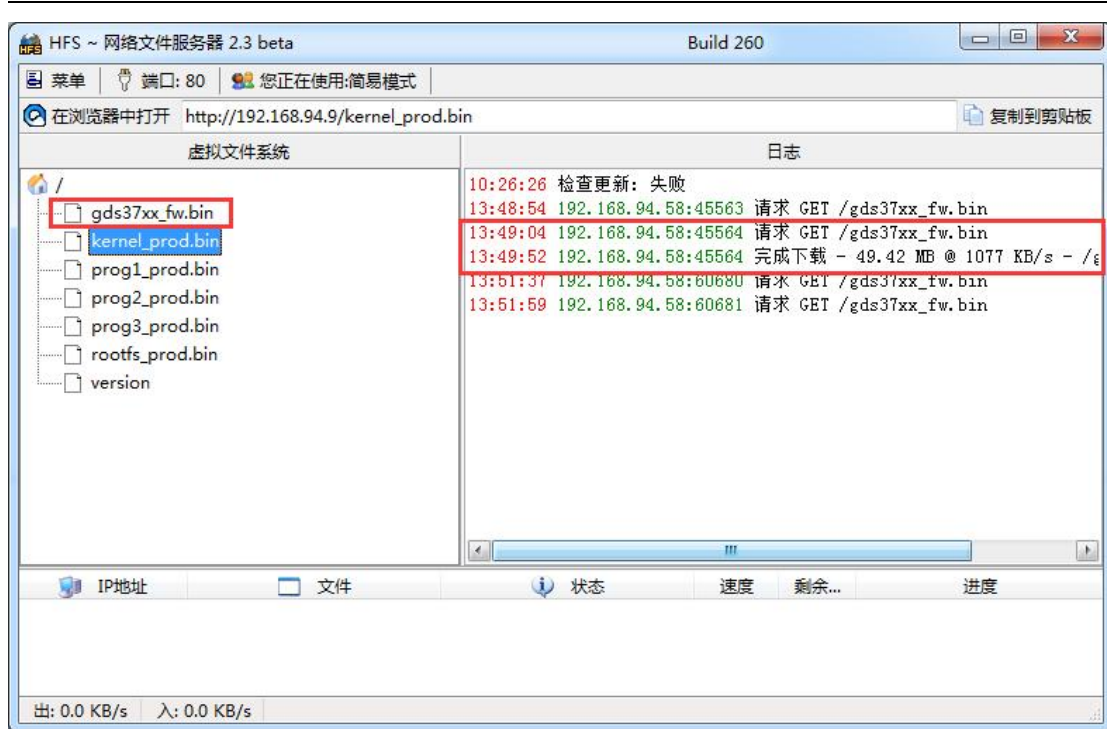 HFS ~ 网络文件服务器 2.3 beta Build 260
菜单 端口: 80 您正在使用:简易模式
在浏览器中打开 http://192.168.94.9/kernel_prod.bin 复制到剪贴板
虚拟文件系统 日志
/
gds37xx_fw.bin
kernel_prod.bin
prog1_prod.bin
prog2_prod.bin
prog3_prod.bin
rootfs_prod.bin
version
10:26:26 检查更新: 失败
13:48:54 192.168.94.58:45563 请求 GET /gds37xx_fw.bin
13:49:04 192.168.94.58:45564 请求 GET /gds37xx_fw.bin
13:49:52 192.168.94.58:45564 完成下载 - 49.42 MB @ 1077 KB/s - /g
13:51:37 192.168.94.58:60680 请求 GET /gds37xx_fw.bin
13:51:59 192.168.94.58:60681 请求 GET /gds37xx_fw.bin
IP地址 文件 状态 速度 剩余... 进度
出: 0.0 KB/s 入: 0.0 KB/s